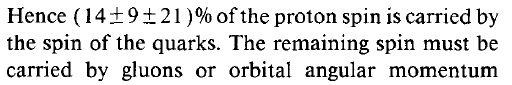 Hence (14±9±21)% of the proton spin is carried by
the spin of the quarks. The remaining spin must be
carried by gluons or orbital angular momentum